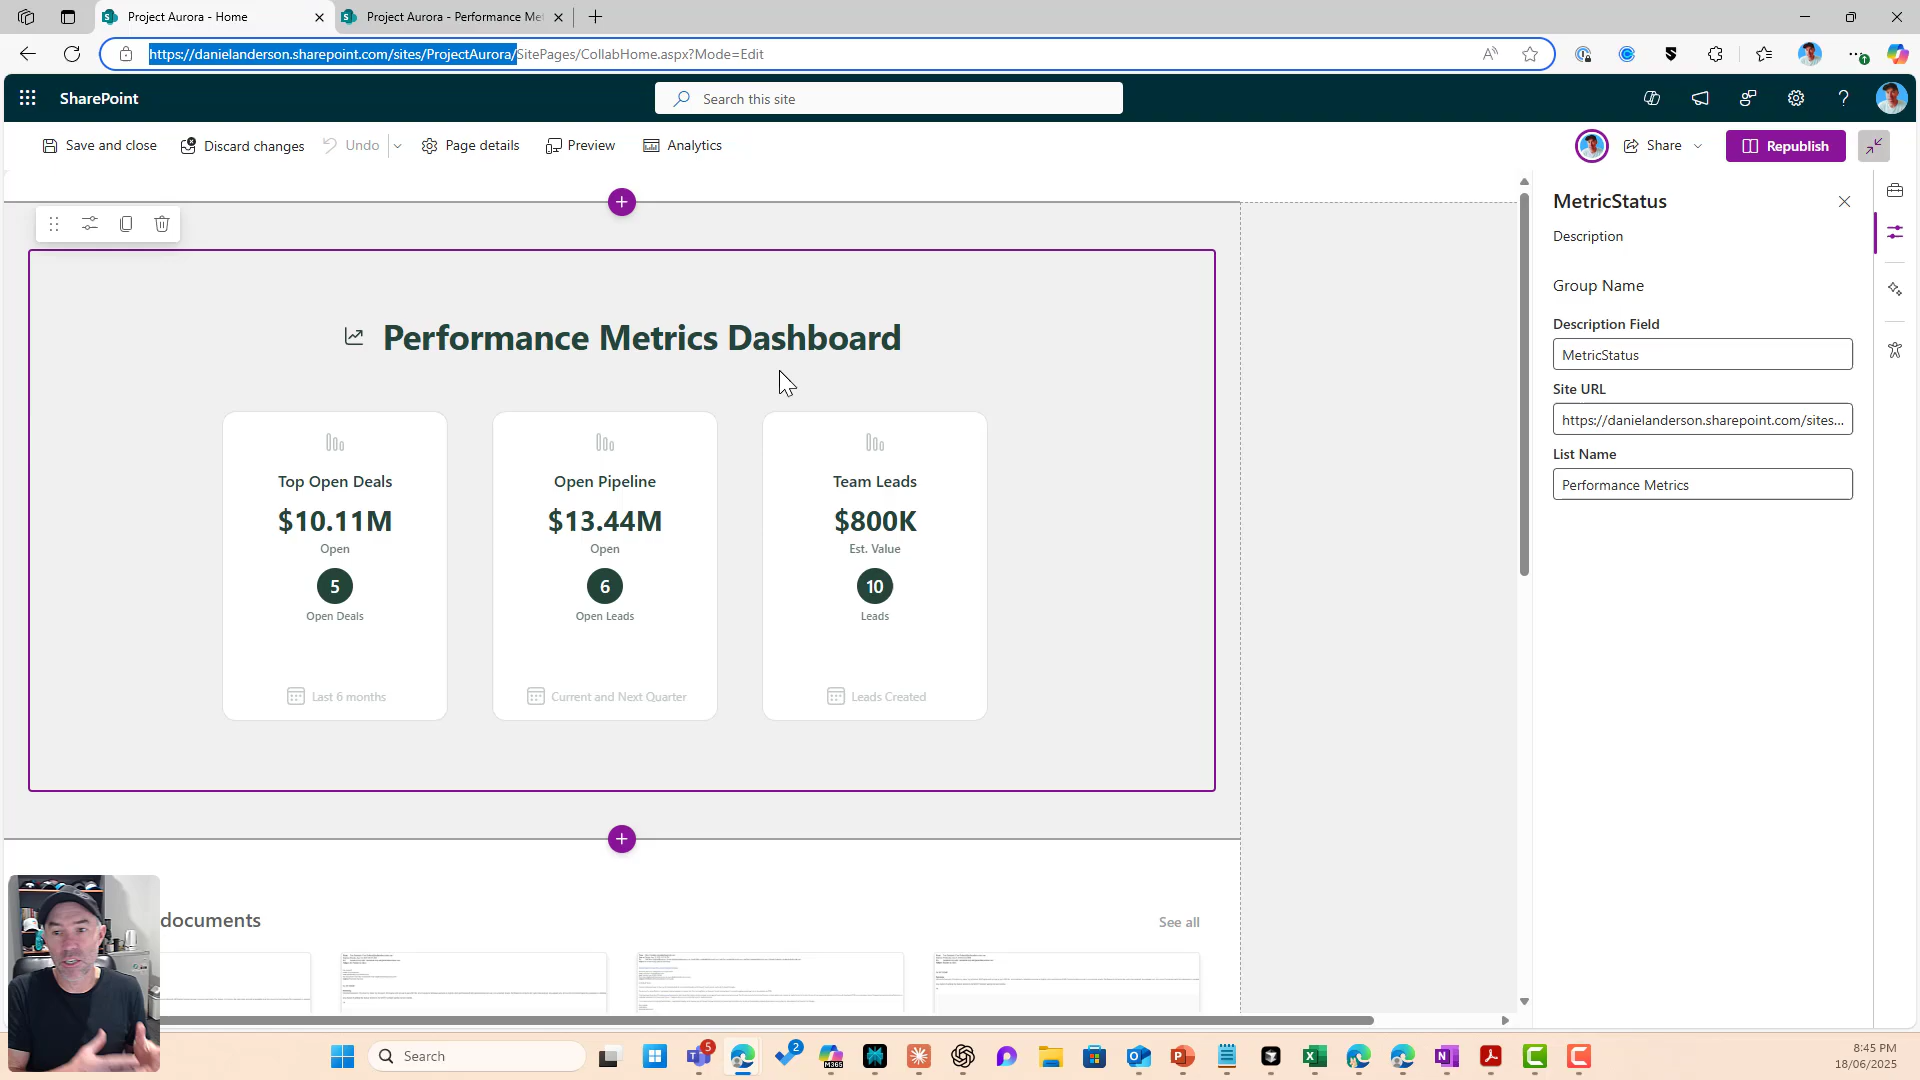 Project Aurora - Home
Project Aurora - Performance Me
https://danielanderson.sharepoint.com/sites/ProjectAurora/SitePages/CollabHome.aspx?Mode=Edit
SharePoint
Search this site
Save and close
Discard changes
Undo
Page details
Preview
Analytics
Share
Republish
Performance Metrics Dashboard
Top Open Deals
$10.11M
Open
5
Open Deals
Last 6 months
Open Pipeline
$13.44M
Open
6
Open Leads
Current and Next Quarter
Team Leads
$800K
Est. Value
10
Leads
Leads Created
MetricStatus
Description
Group Name
Description Field
MetricStatus
Site URL
https://danielanderson.sharepoint.com/sites...
List Name
Performance Metrics
documents
See all
Search
5
2
M365
8:45 PM
18/06/2025